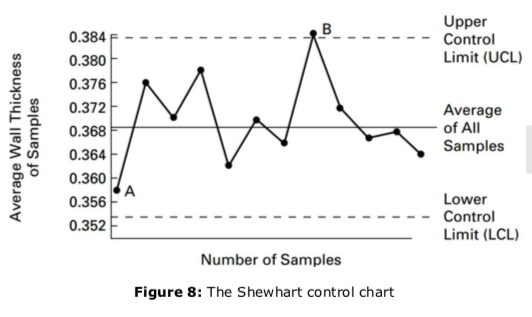 Average Wall Thickness
of Samples
0.384
0.380
0.376
0.372
0.368
0.364
0.360
0.356
0.352
A
B
Upper
Control
Limit (UCL)
Average
of All
Samples
Lower
Control
Limit (LCL)
Number of Samples
Figure 8: The Shewhart control chart